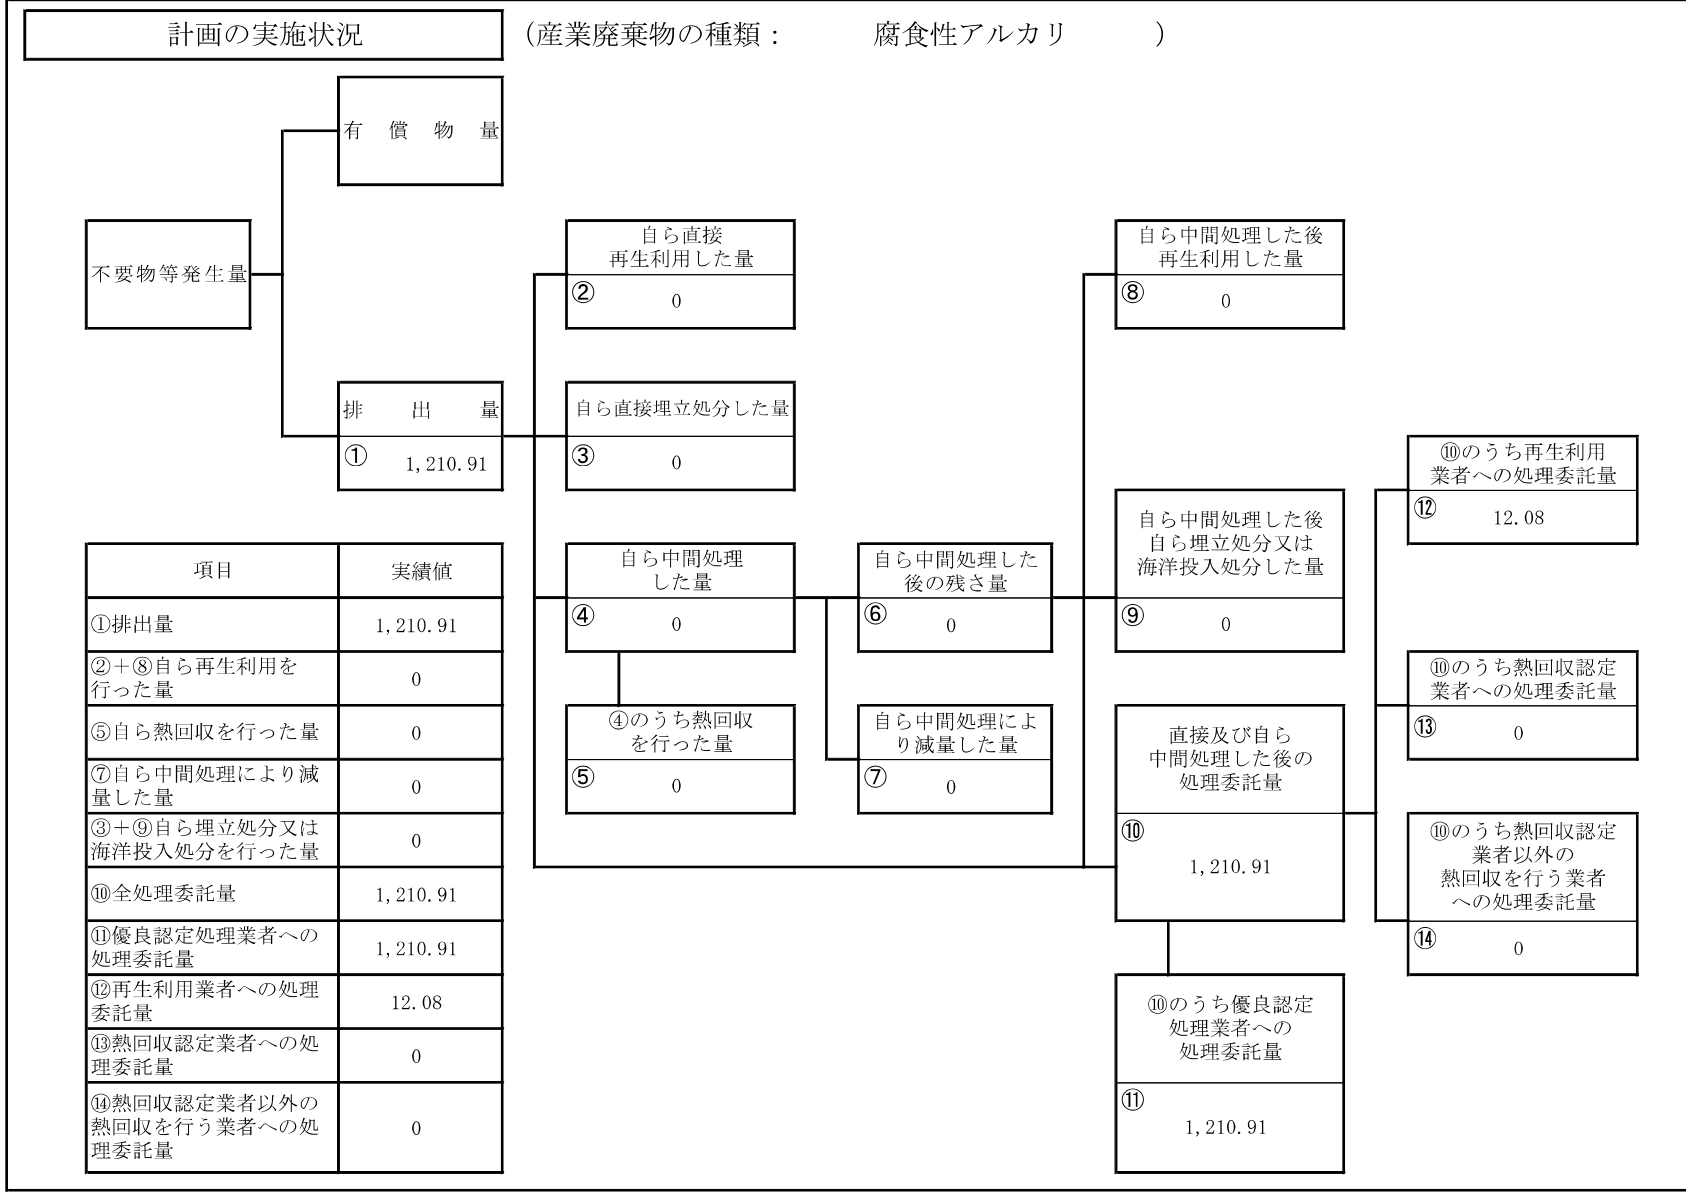 計画の実施状況
（産業廃棄物の種類： 腐食性アルカリ ）
有償物量
不要物等発生量
排出量
① 1,210.91
自ら直接
再生利用した量
② 0
自ら直接埋立処分した量
③ 0
自ら中間処理
した量
④ 0
④のうち熱回収
を行った量
⑤ 0
自ら中間処理した
後の残さ量
⑥ 0
自ら中間処理によ
り減量した量
⑦ 0
自ら中間処理した後
再生利用した量
⑧ 0
自ら中間処理した後
自ら埋立処分又は
海洋投入処分した量
⑨ 0
直接及び自ら
中間処理した後の
処理委託量
⑩
1,210.91
⑩のうち優良認定
処理業者への
処理委託量
⑪
1,210.91
⑩のうち再生利用
業者への処理委託量
⑫ 12.08
⑩のうち熱回収認定
業者への処理委託量
⑬ 0
⑩のうち熱回収認定
業者以外の
熱回収を行う業者
への処理委託量
⑭ 0
項目 実績値
①排出量 1,210.91
②＋⑧自ら再生利用を
行った量 0
⑤自ら熱回収を行った量 0
⑦自ら中間処理により減
量した量 0
③＋⑨自ら埋立処分又は
海洋投入処分を行った量 0
⑩全処理委託量 1,210.91
⑪優良認定処理業者への
処理委託量 1,210.91
⑫再生利用業者への処理
委託量 12.08
⑬熱回収認定業者への処
理委託量 0
⑭熱回収認定業者以外の
熱回収を行う業者への処
理委託量 0